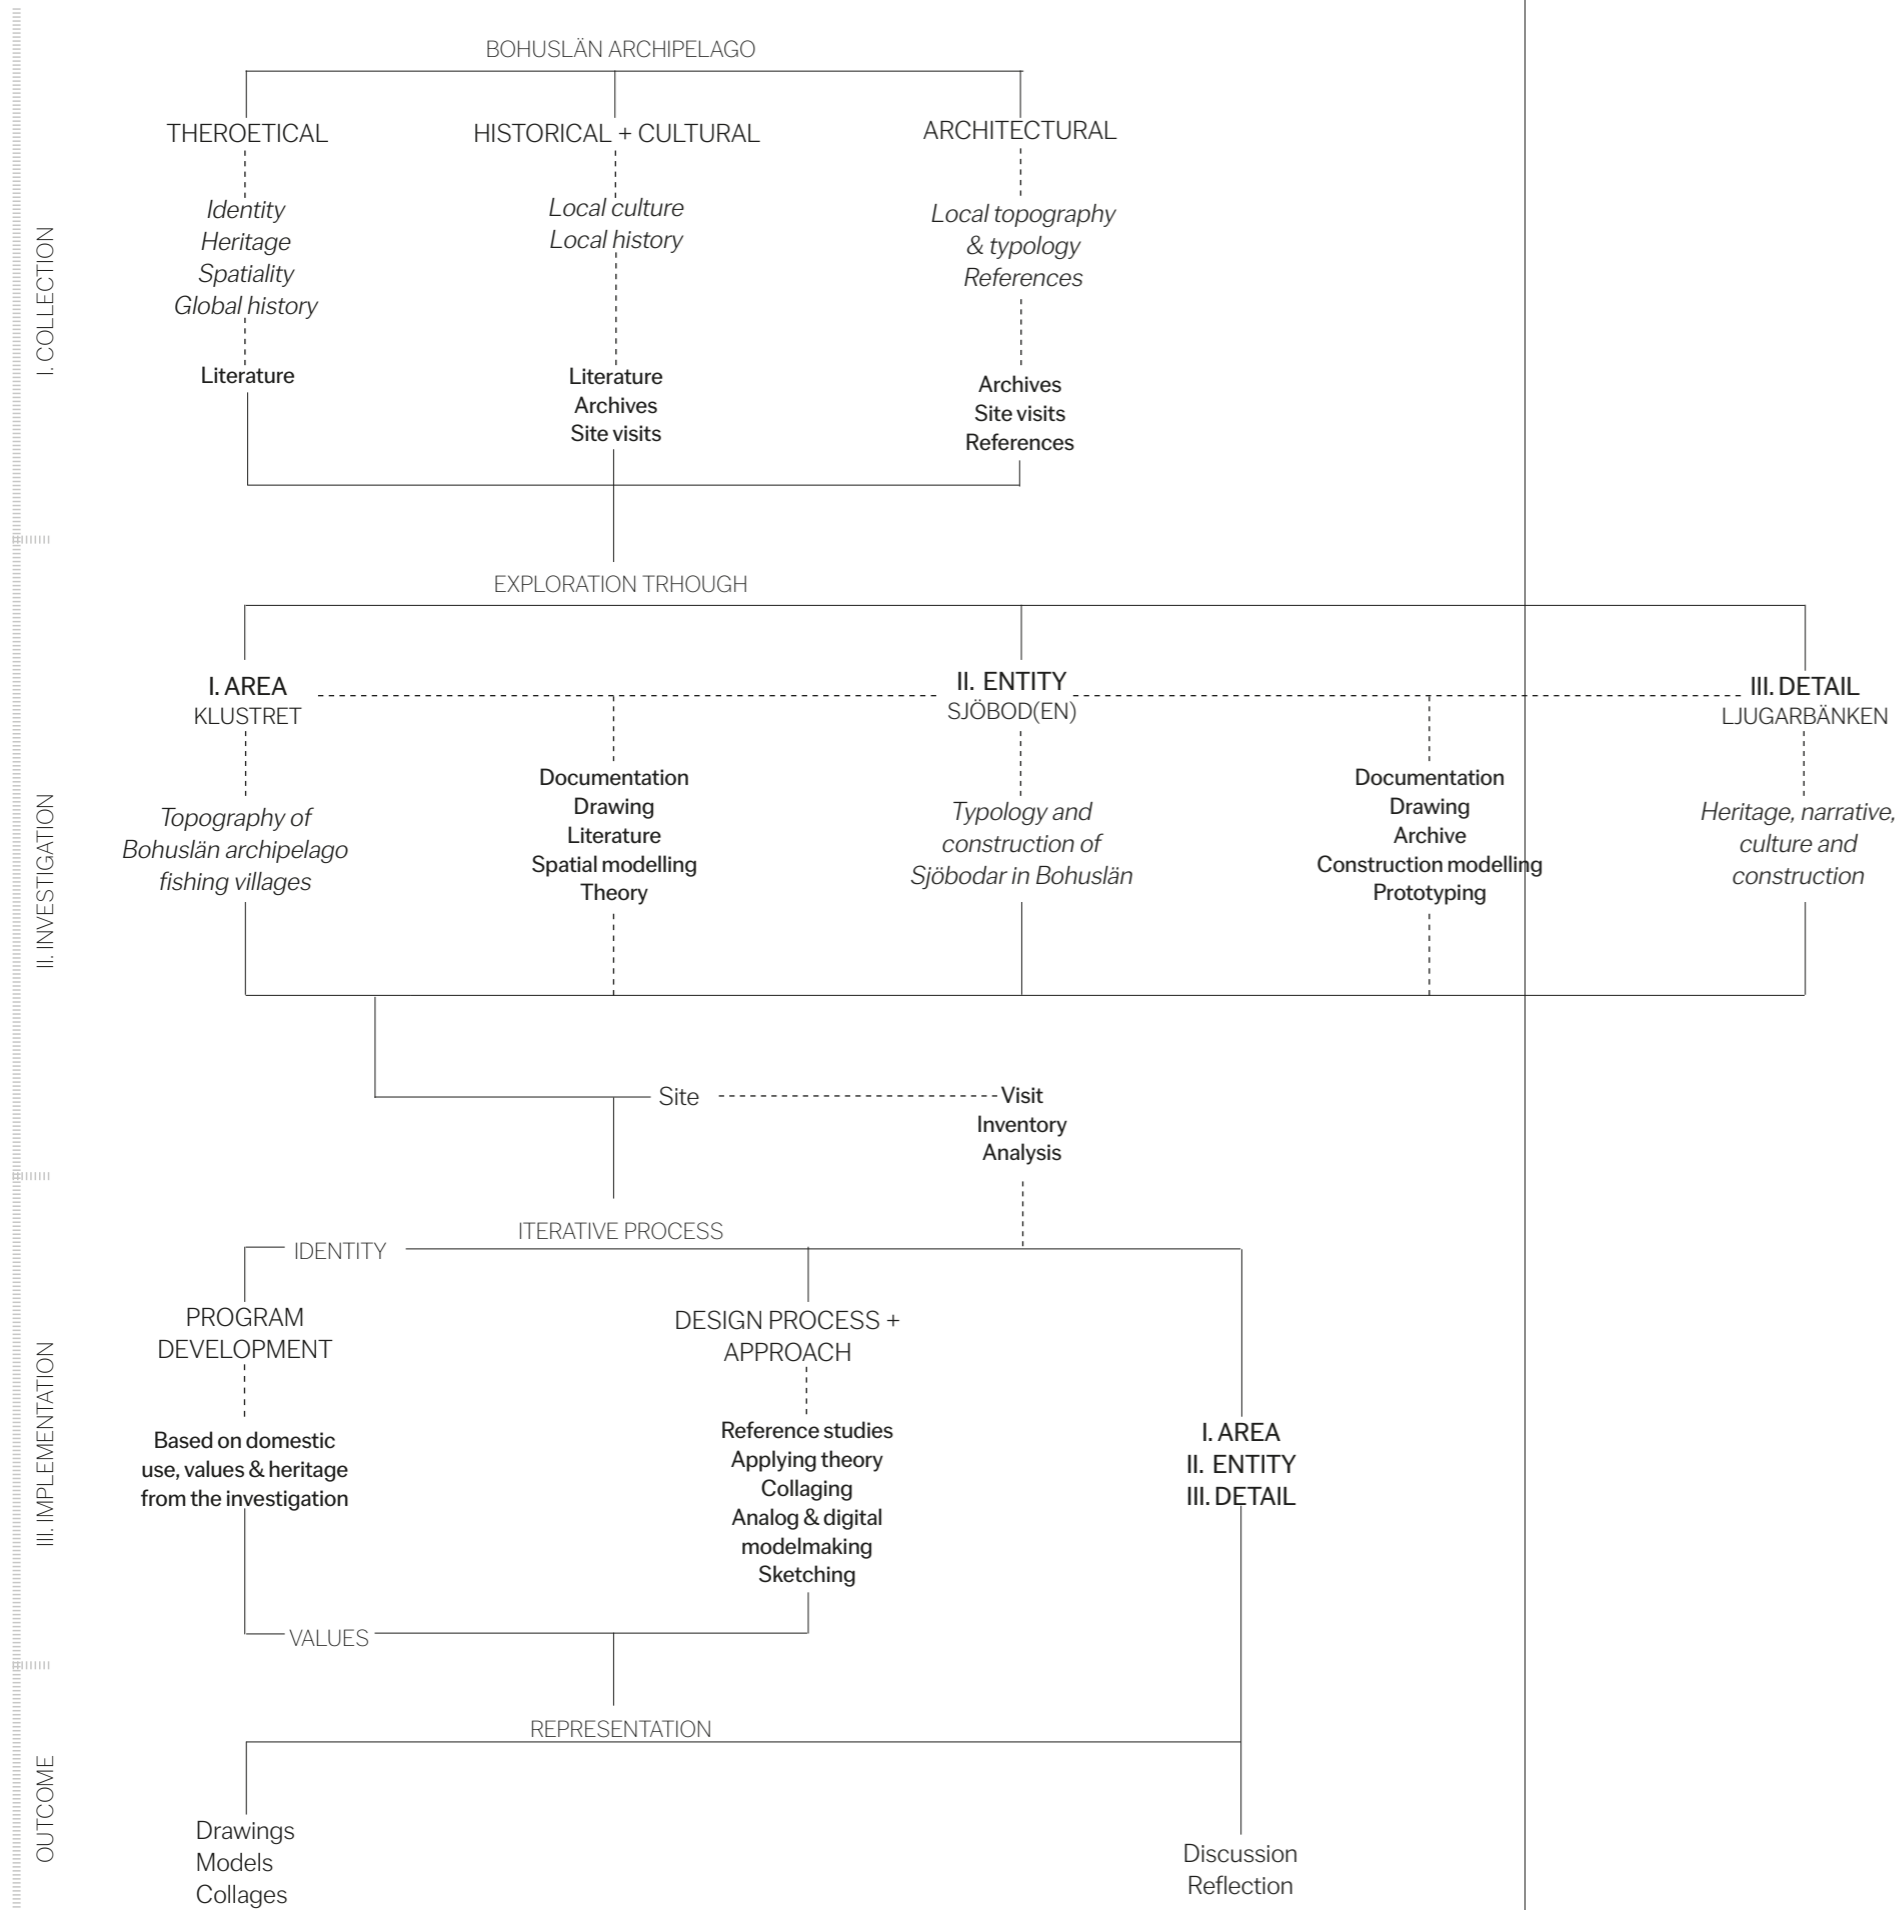 BOHUSLÄN ARCHIPELAGO
THEROETICAL
Identity
Heritage
Spatiality
Global history
Literature
HISTORICAL + CULTURAL
Local culture
Local history
Literature
Archives
Site visits
ARCHITECTURAL
Local topography
& typology
References
Archives
Site visits
References
I. COLLECTION
EXPLORATION TRHOUGH
I. AREA
KLUSTRET
Topography of
Bohuslän archipelago
fishing villages
Documentation
Drawing
Literature
Spatial modelling
Theory
II. ENTITY
SJÖBOD(EN)
Typology and
construction of
Sjöbodar in Bohuslän
Documentation
Drawing
Archive
Construction modelling
Prototyping
III. DETAIL
LJUGARBÄNKEN
Heritage, narrative,
culture and
construction
II. INVESTIGATION
Site
Visit
Inventory
Analysis
ITERATIVE PROCESS
IDENTITY
PROGRAM
DEVELOPMENT
Based on domestic
use, values & heritage
from the investigation
DESIGN PROCESS +
APPROACH
Reference studies
Applying theory
Collaging
Analog & digital
modelmaking
Sketching
I. AREA
II. ENTITY
III. DETAIL
VALUES
III. IMPLEMENTATION
REPRESENTATION
Drawings
Models
Collages
Discussion
Reflection
OUTCOME